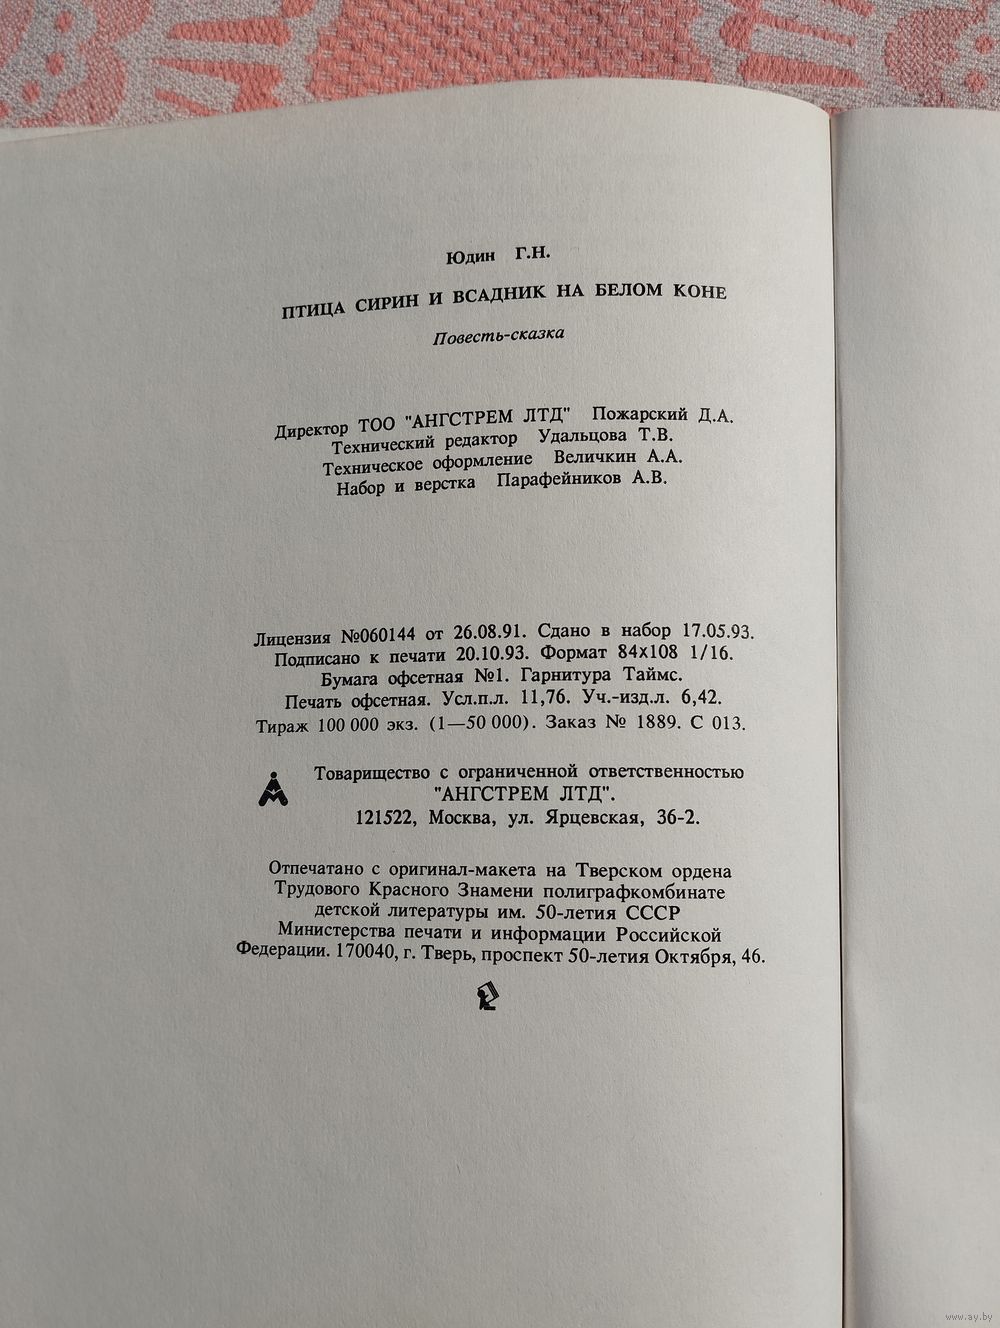 Юдин Г.Н.
ПТИЦА СИРИН И ВСАДНИК НА БЕЛОМ КОНЕ
Повесть-сказка
Директор ТОО "АНГСТРЕМ ЛТД" Пожарский Д.А.
Технический редактор Удальцова Т.В.
Техническое оформление Величкин А.А.
Набор и верстка Парафейников А.В.
Лицензия №060144 от 26.08.91. Сдано в набор 17.05.93.
Подписано к печати 20.10.93. Формат 84х108 1/16.
Бумага офсетная №1. Гарнитура Таймс.
Печать офсетная. Усл.п.л. 11,76. Уч.-изд.л. 6,42.
Тираж 100 000 экз. (1—50 000). Заказ № 1889. С 013.
Товарищество с ограниченной ответственностью
"АНГСТРЕМ ЛТД".
121522, Москва, ул. Ярцевская, 36-2.
Отпечатано с оригинал-макета на Тверском ордена
Трудового Красного Знамени полиграфкомбинате
детской литературы им. 50-летия СССР
Министерства печати и информации Российской
Федерации. 170040, г. Тверь, проспект 50-летия Октября, 46.
www.ay.by